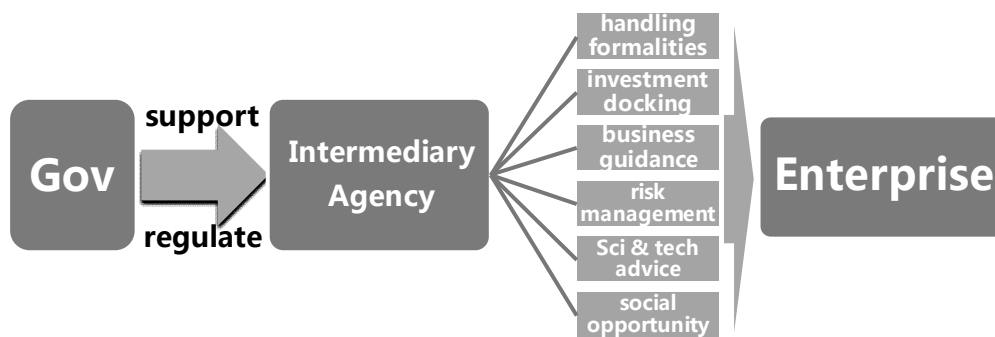 Gov
support
regulate
Intermediary
Agency
handling
formalities
investment
docking
business
guidance
risk
management
Sci & tech
advice
social
opportunity
Enterprise